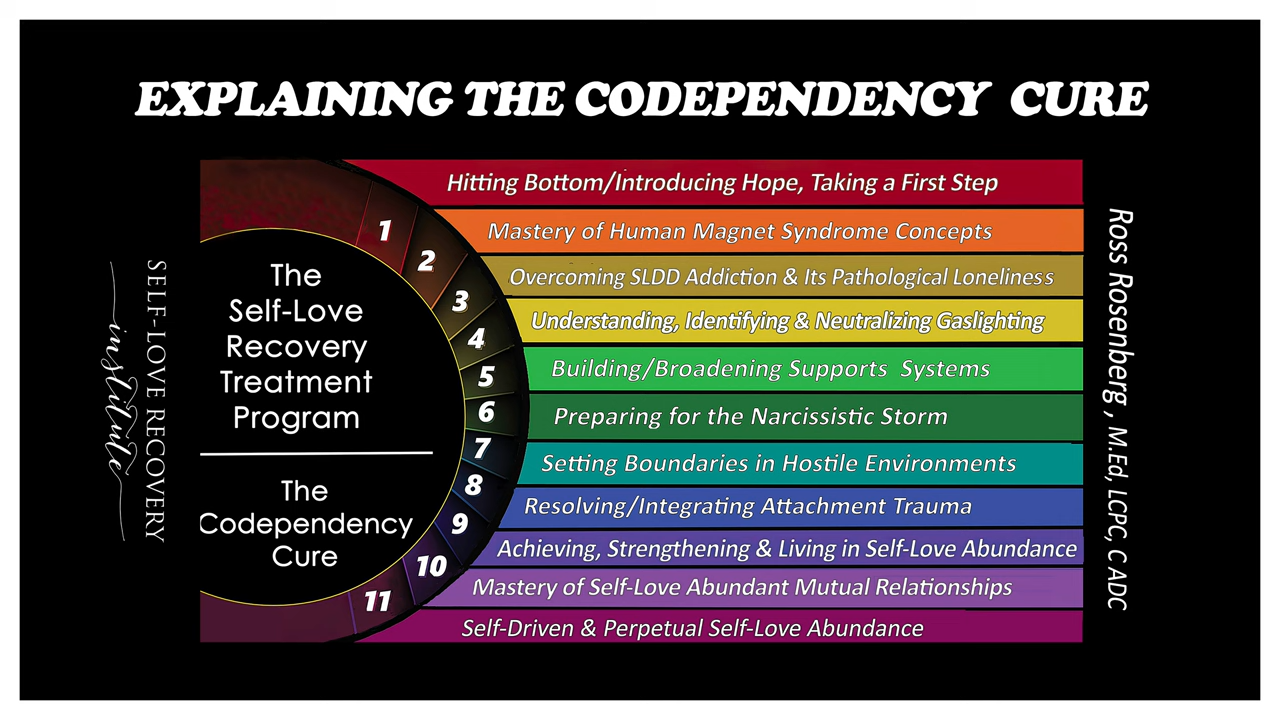 EXPLAINING THE CODEPENDENCY CURE
SELF-LOVE RECOVERY
institute
The
Self-Love
Recovery
Treatment
Program
The
Codependency
Cure
1
Hitting Bottom/Introducing Hope, Taking a First Step
2
Mastery of Human Magnet Syndrome Concepts
3
Overcoming SLDD Addiction & Its Pathological Loneliness
4
Understanding, Identifying & Neutralizing Gaslighting
5
Building/Broadening Supports Systems
6
Preparing for the Narcissistic Storm
7
Setting Boundaries in Hostile Environments
8
Resolving/Integrating Attachment Trauma
9
Achieving, Strengthening & Living in Self-Love Abundance
10
Mastery of Self-Love Abundant Mutual Relationships
11
Self-Driven & Perpetual Self-Love Abundance
Ross Rosenberg , M.Ed, LCPC, C ADC